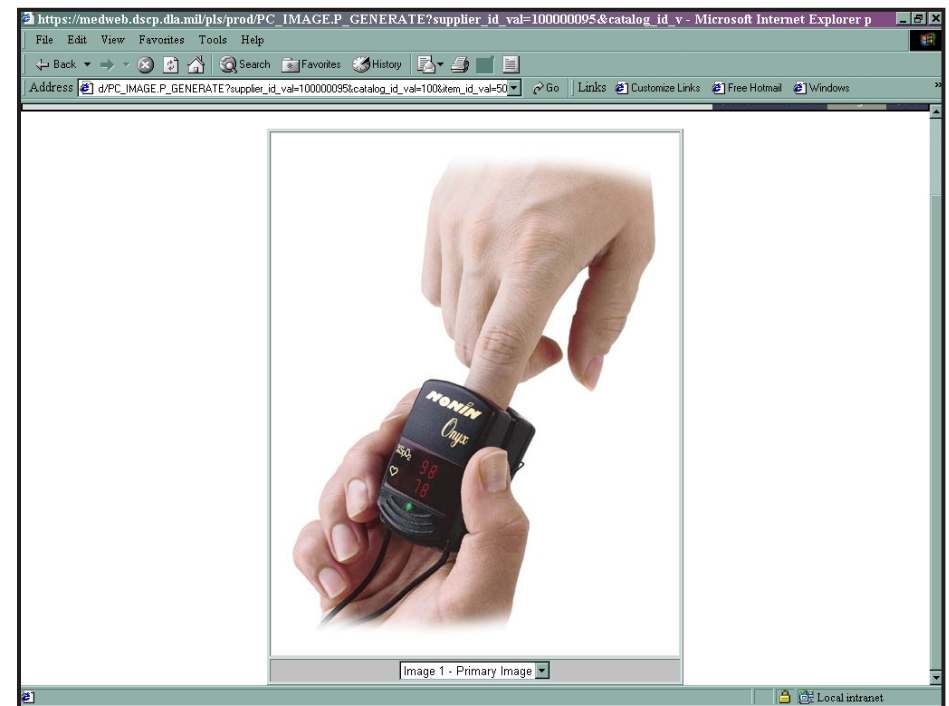 https://medweb.dscp.dla.mil/pls/prod/PC_IMAGE.P_GENERATE?supplier_id_val=100000095&catalog_id_v - Microsoft Internet Explorer p
File Edit View Favorites Tools Help
Back Search Favorites History
Address d/PC_IMAGE.P_GENERATE?supplier_id_val=100000095&catalog_id_val=100&item_id_val=50 Go Links Customize Links Free Hotmail Windows »
NONIN
Onyx
%SpO₂ 98
78
Image 1 - Primary Image
Local intranet